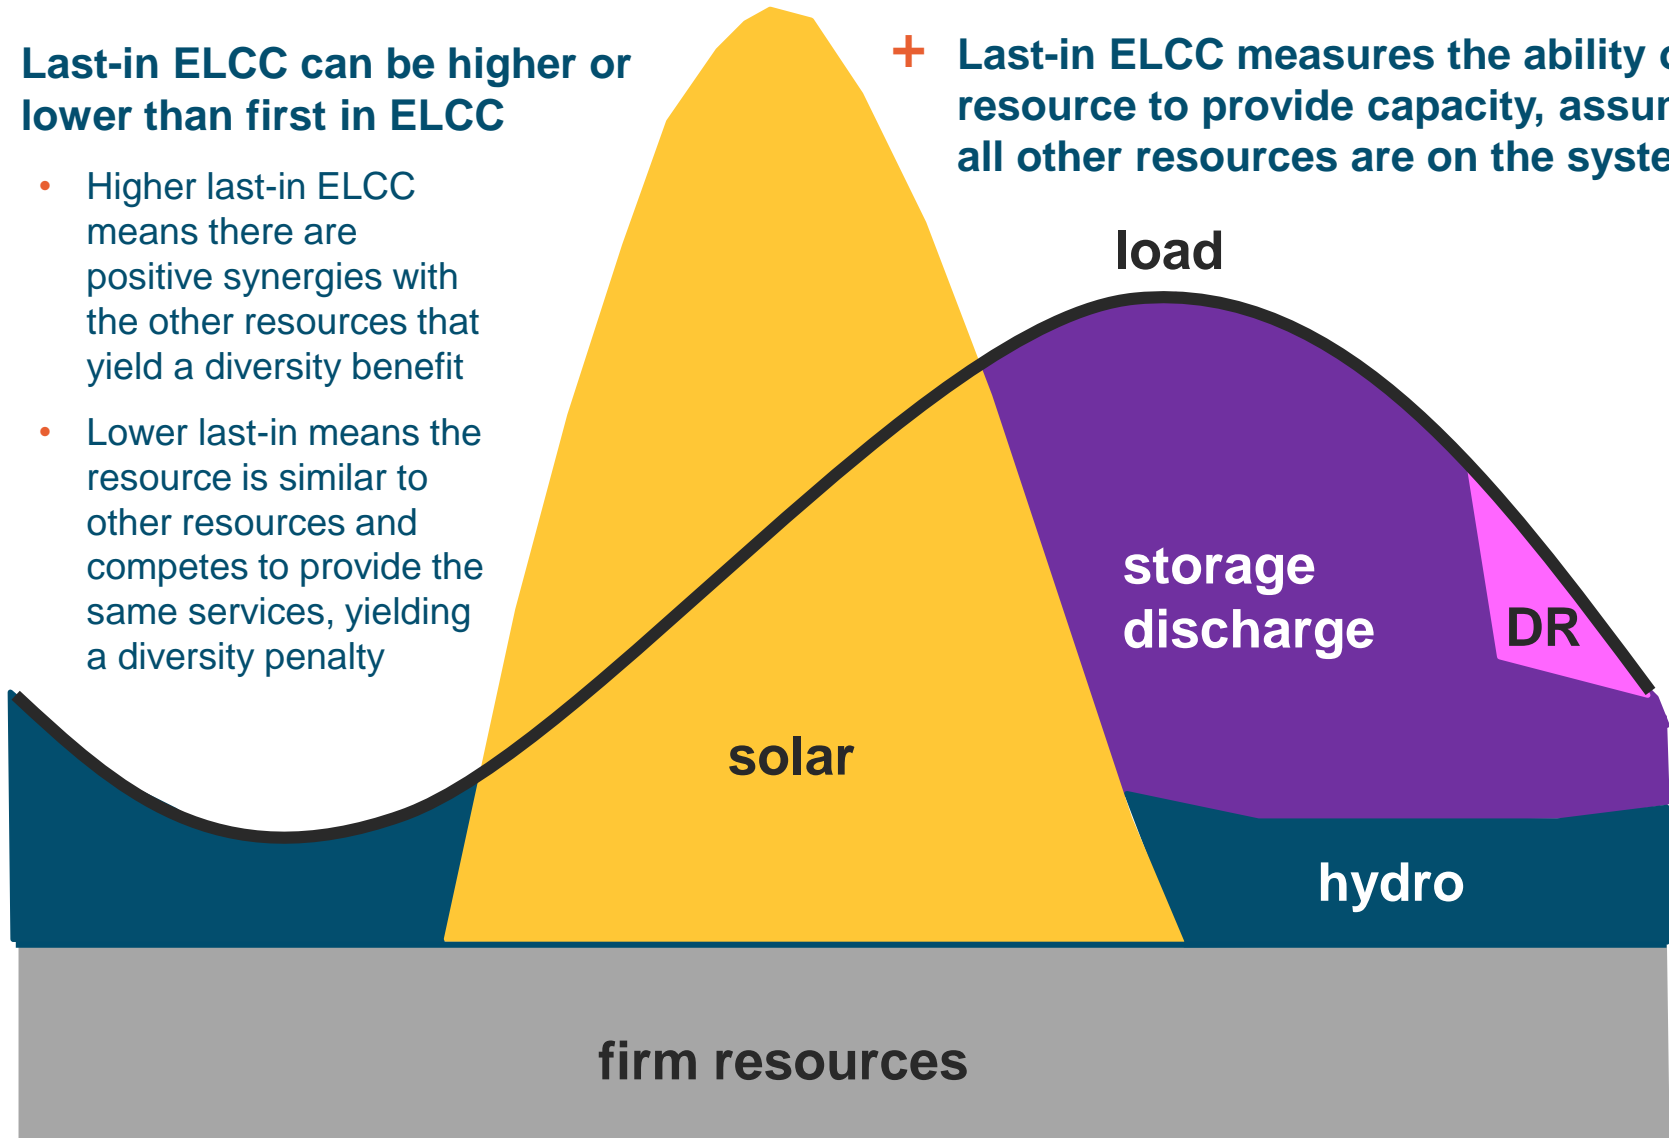 Last-in ELCC can be higher or
lower than first in ELCC
• Higher last-in ELCC
means there are
positive synergies with
the other resources that
yield a diversity benefit
• Lower last-in means the
resource is similar to
other resources and
competes to provide the
same services, yielding
a diversity penalty
+ Last-in ELCC measures the ability
resource to provide capacity,
all other resources are on the
load
storage
discharge
DR
solar
hydro
firm resources